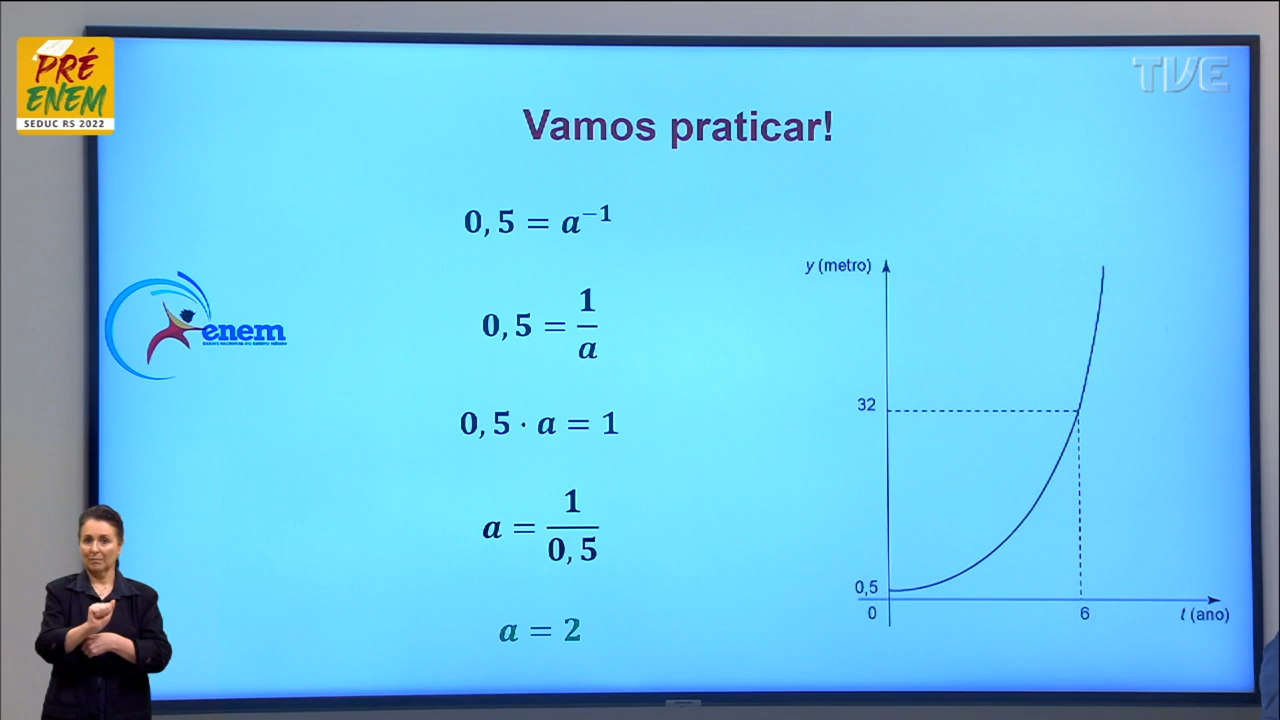 PRÉ
ENEM
SEDUC RS 2022
TVE
Vamos praticar!
0,5 = a⁻¹
0,5 = 1/a
0,5 · a = 1
a = 1/0,5
a = 2
enem
y (metro)
32
0,5
0
6
t (ano)